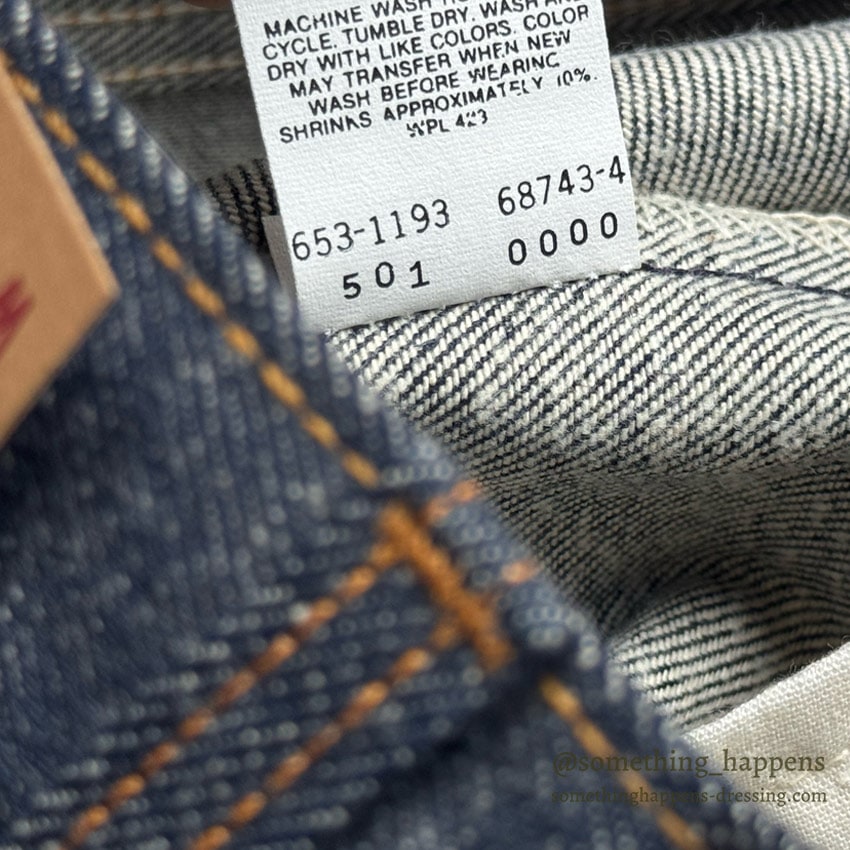 MACHINE WASH
CYCLE. TUMBLE DRY. WASH AND
DRY WITH LIKE COLORS. COLOR
MAY TRANSFER WHEN NEW
WASH BEFORE WEARING
SHRINKS APPROXIMATELY 10%.
WPL 423
653-1193 68743-4
501 0000
@something_happens
somethinghappens-dressing.com